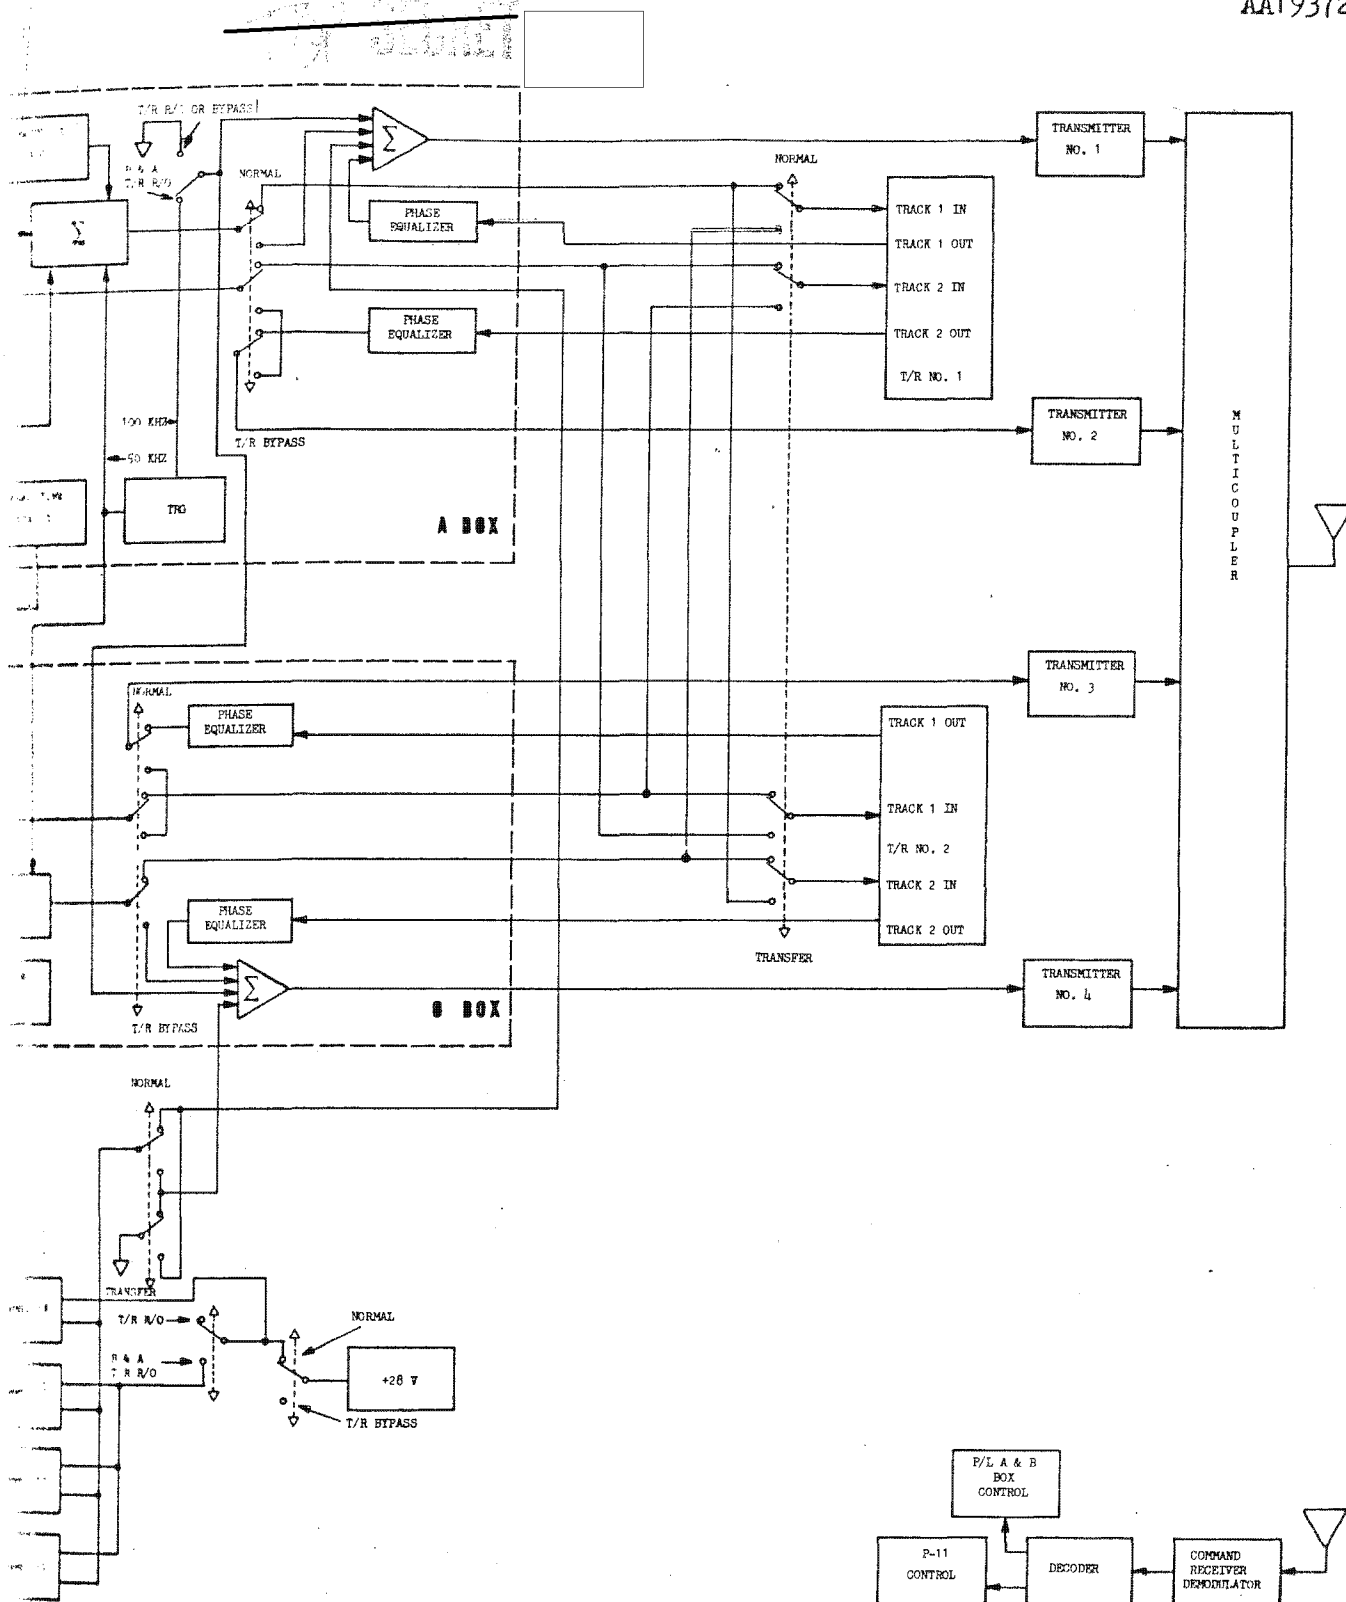 T/R R/O OR BYPASS
TRANSMITTER
NO. 1
NORMAL
R & A
T/R R/O
NORMAL
PHASE
EQUALIZER
TRACK 1 IN
TRACK 1 OUT
TRACK 2 IN
PHASE
EQUALIZER
TRACK 2 OUT
T/R NO. 1
TRANSMITTER
NO. 2
100 KHZ
T/R BYPASS
50 KHZ
MULTICOUPLER
TRG
A BOX
TRANSMITTER
NO. 3
NORMAL
PHASE
EQUALIZER
TRACK 1 OUT
TRACK 1 IN
T/R NO. 2
TRACK 2 IN
PHASE
EQUALIZER
TRACK 2 OUT
TRANSFER
TRANSMITTER
NO. 4
B BOX
T/R BYPASS
NORMAL
TRANSFER
T/R R/O
NORMAL
R & A
T/R R/O
+28 V
T/R BYPASS
P/L A & B
BOX
CONTROL
P-11
CONTROL
DECODER
COMMAND
RECEIVER
DEMODULATOR